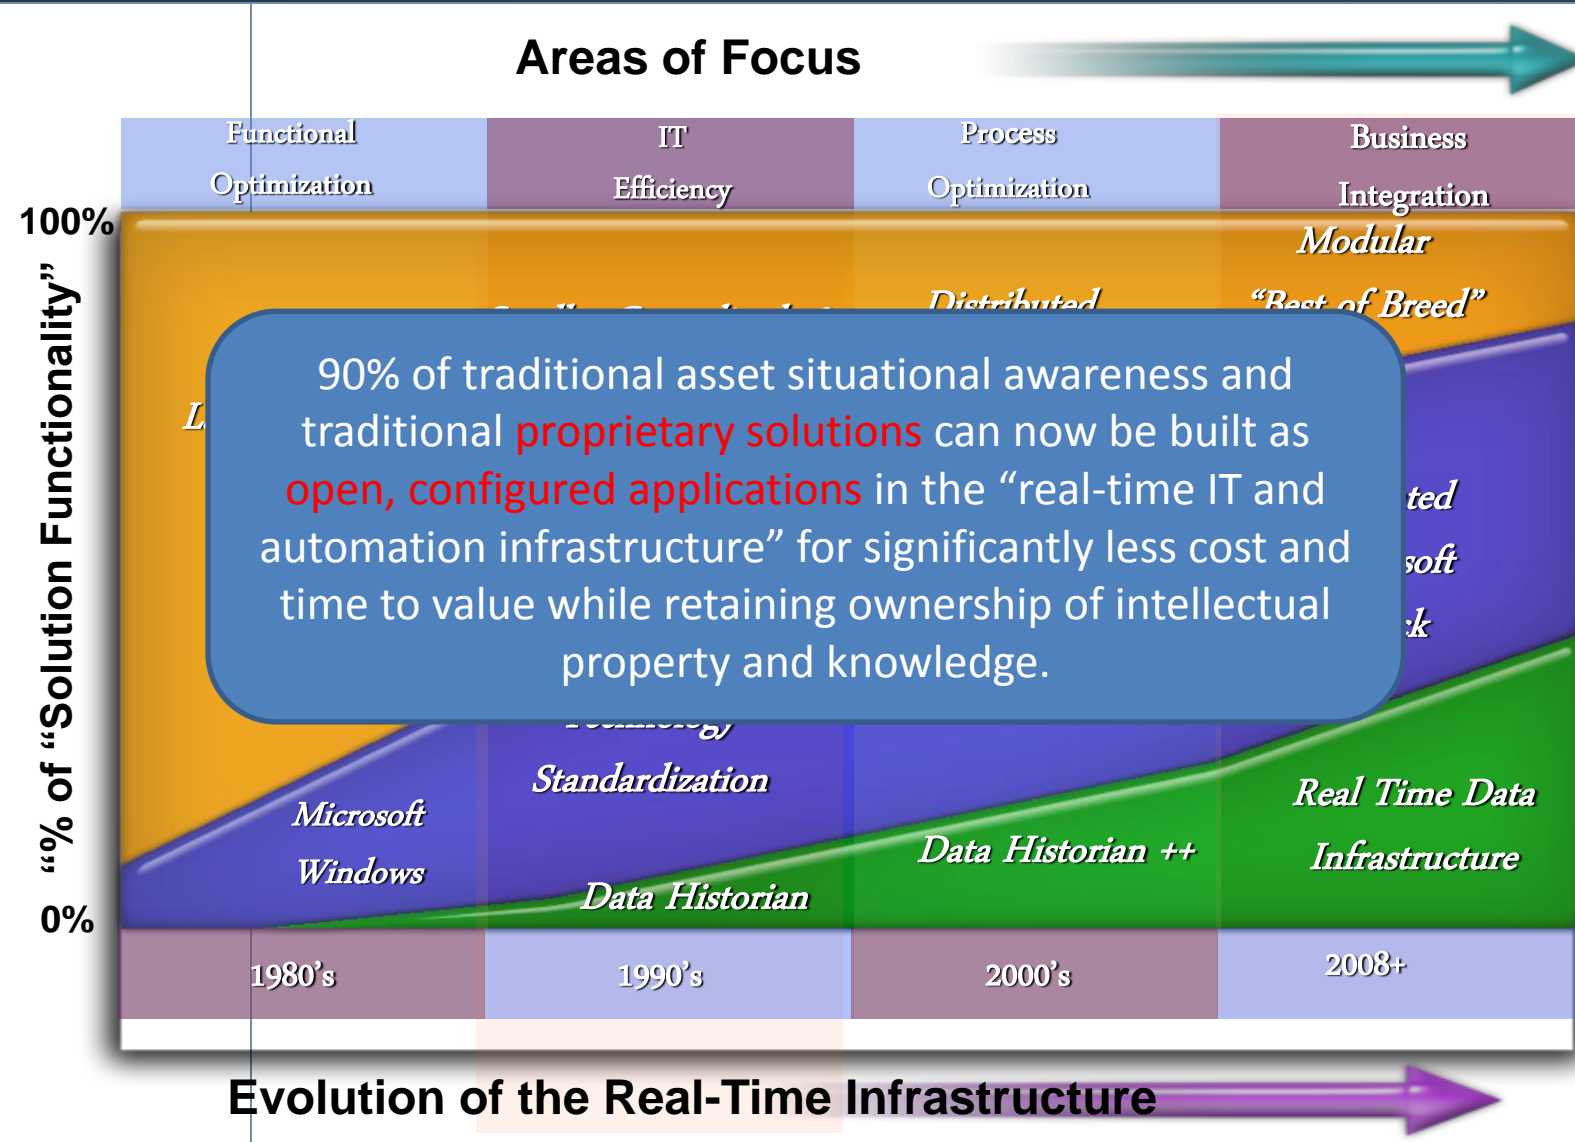 Areas of Focus
Functional
Optimization
IT
Efficiency
Process
Optimization
Business
Integration
100%
“% of “Solution Functionality”
0%
Modular
“Best of Breed”
Distributed
90% of traditional asset situational awareness and
traditional proprietary solutions can now be built as
open, configured applications in the “real-time IT and
automation infrastructure” for significantly less cost and
time to value while retaining ownership of intellectual
property and knowledge.
Technology
Standardization
Microsoft
Windows
Data Historian
Data Historian ++
Real Time Data
Infrastructure
1980’s
1990’s
2000’s
2008+
Evolution of the Real-Time Infrastructure